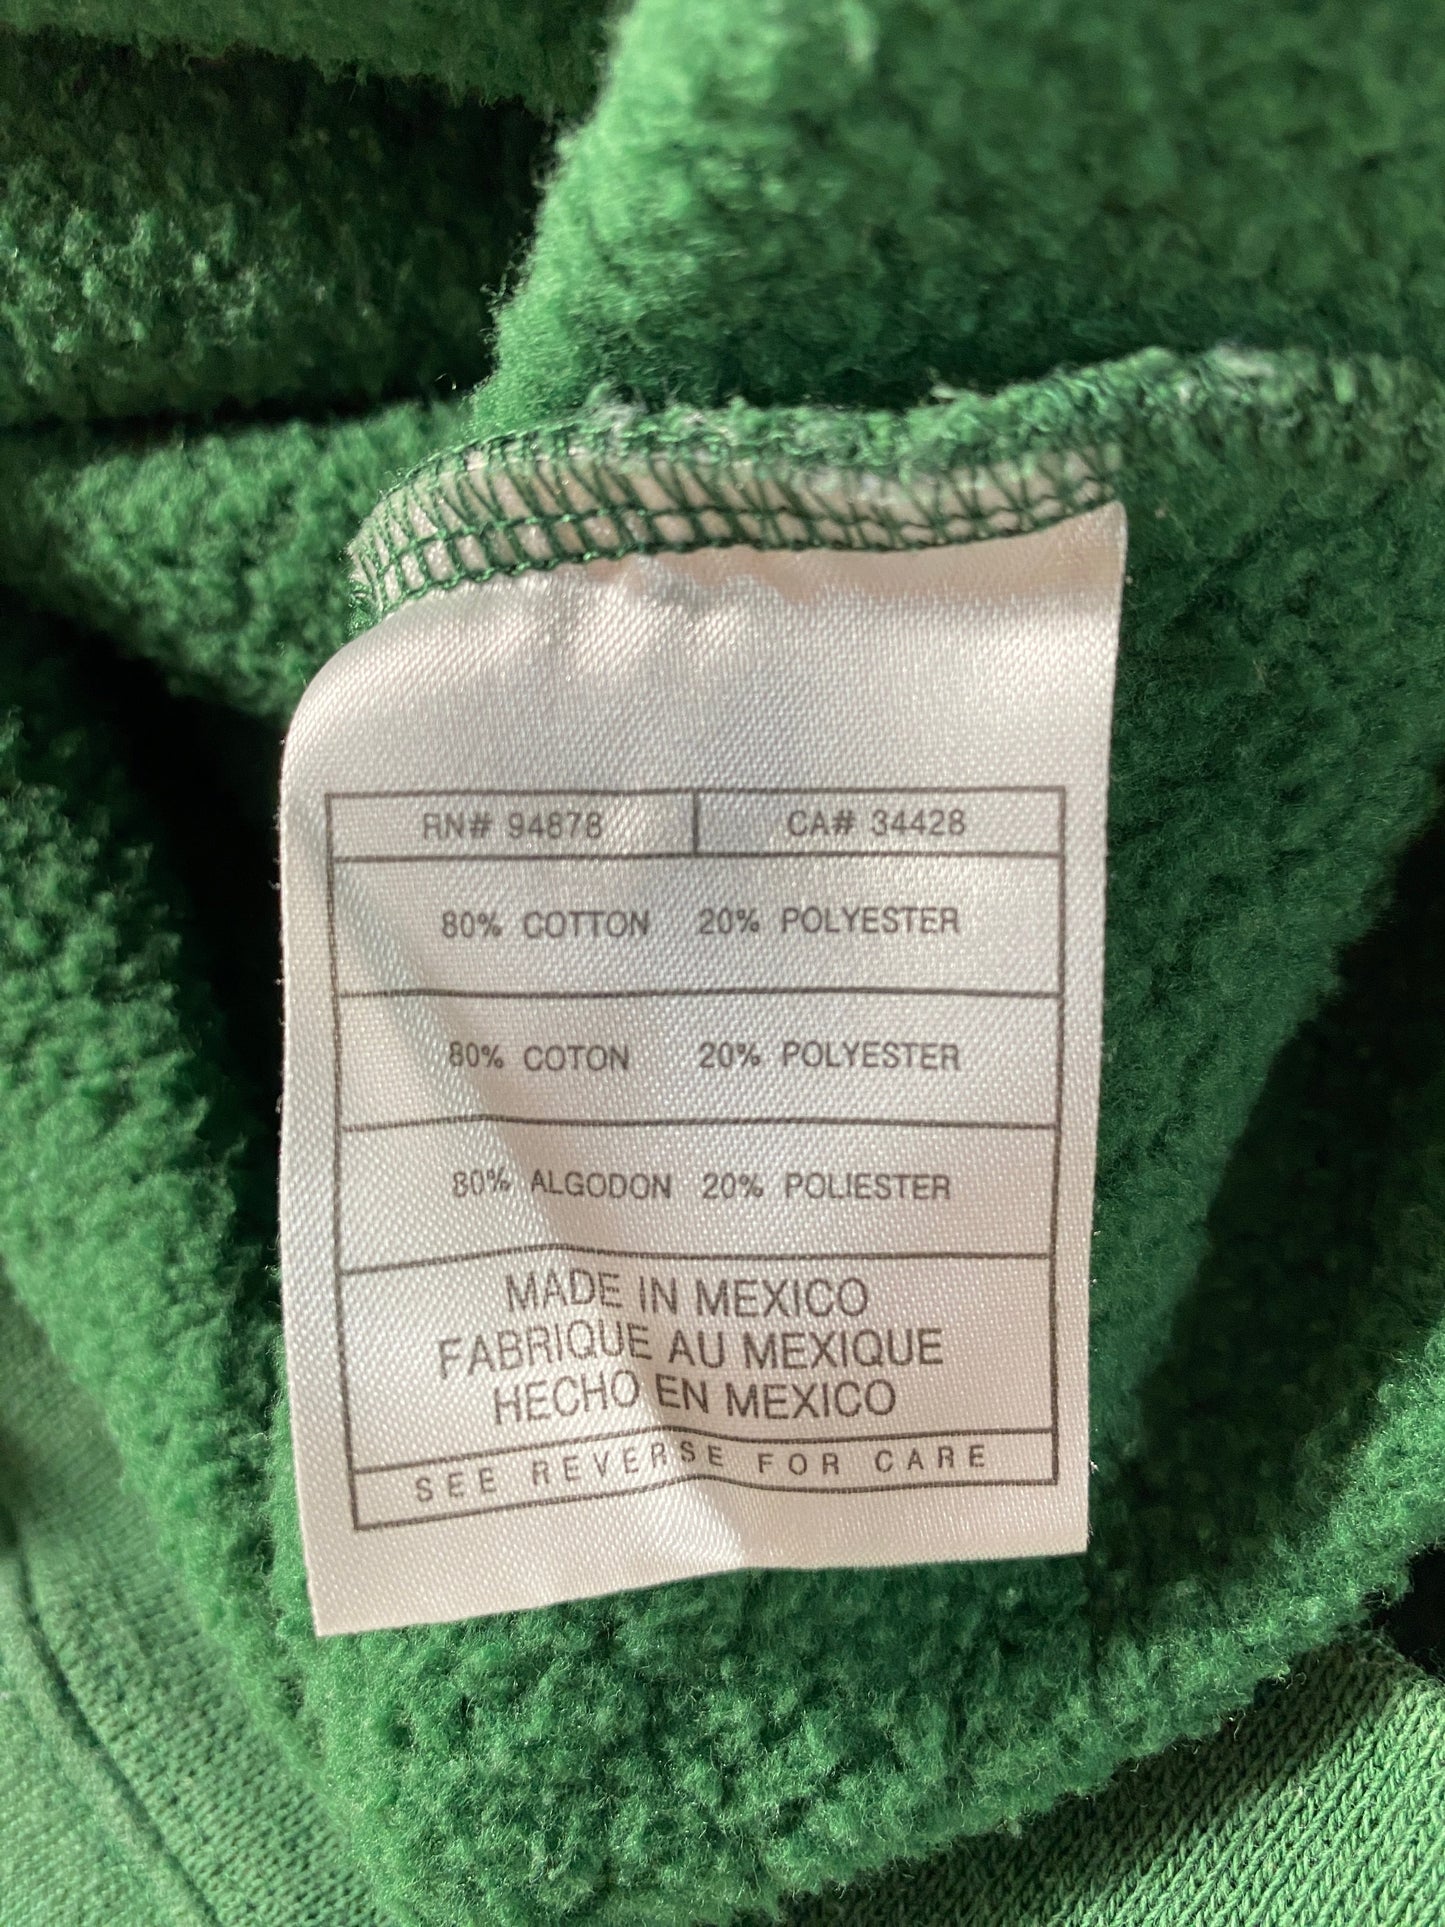 RN# 94878 CA# 34428
80% COTTON 20% POLYESTER
80% COTON 20% POLYESTER
80% ALGODON 20% POLIESTER
MADE IN MEXICO
FABRIQUE AU MEXIQUE
HECHO EN MEXICO
SEE REVERSE FOR CARE